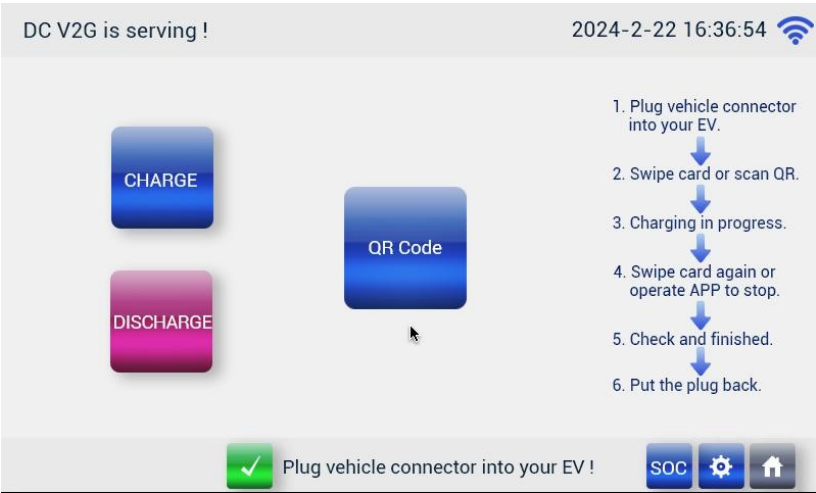 DC V2G is serving !
2024-2-22 16:36:54
CHARGE
DISCHARGE
QR Code
1. Plug vehicle connector
into your EV.
2. Swipe card or scan QR.
3. Charging in progress.
4. Swipe card again or
operate APP to stop.
5. Check and finished.
6. Put the plug back.
Plug vehicle connector into your EV !
SOC